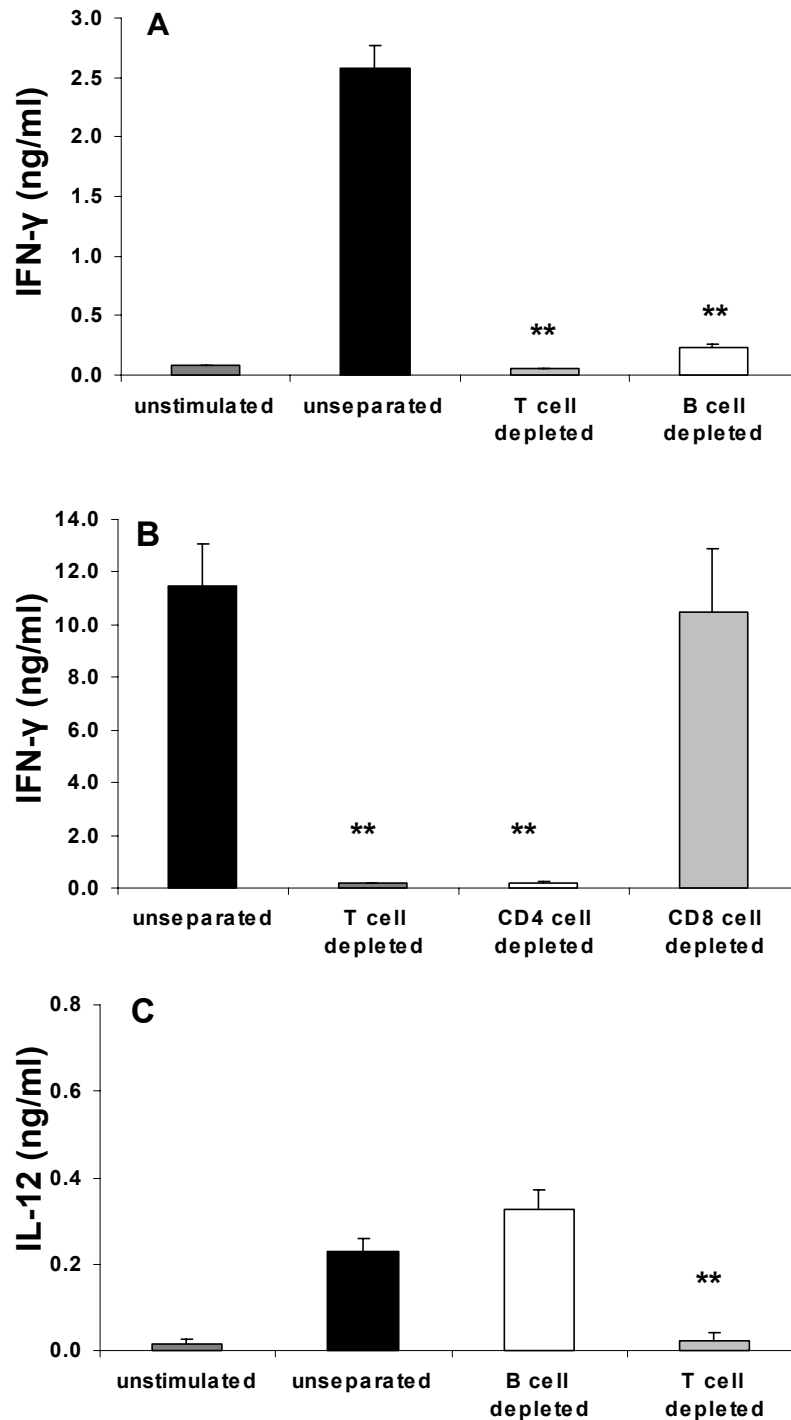 A
IFN-γ (ng/ml)
3.0
2.5
2.0
1.5
1.0
0.5
0.0
**
**
unstimulated
unseparated
T cell
depleted
B cell
depleted
B
IFN-γ (ng/ml)
14.0
12.0
10.0
8.0
6.0
4.0
2.0
0.0
**
**
unseparated
T cell
depleted
CD4 cell
depleted
CD8 cell
depleted
C
IL-12 (ng/ml)
0.8
0.6
0.4
0.2
0.0
**
unstimulated
unseparated
B cell
depleted
T cell
depleted